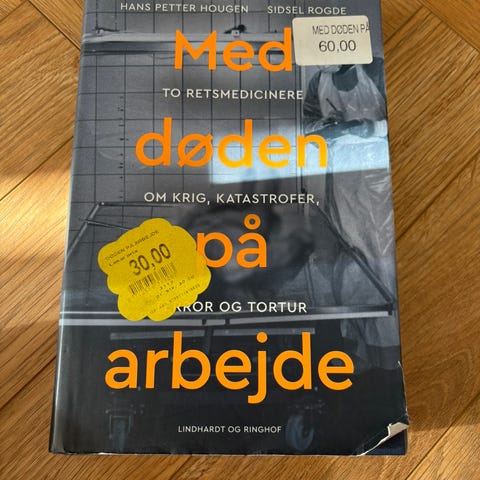 HANS PETTER HOUGEN SIDSEL ROGDE
MED DØDEN PÅ
60,00
Med
TO RETSMEDICINERE
døden
OM KRIG, KATASTROFER,
på
DØDEN PÅ ARBEJDE
30.00
RROR OG TORTUR
arbejde
LINDHARDT OG RINGHOF